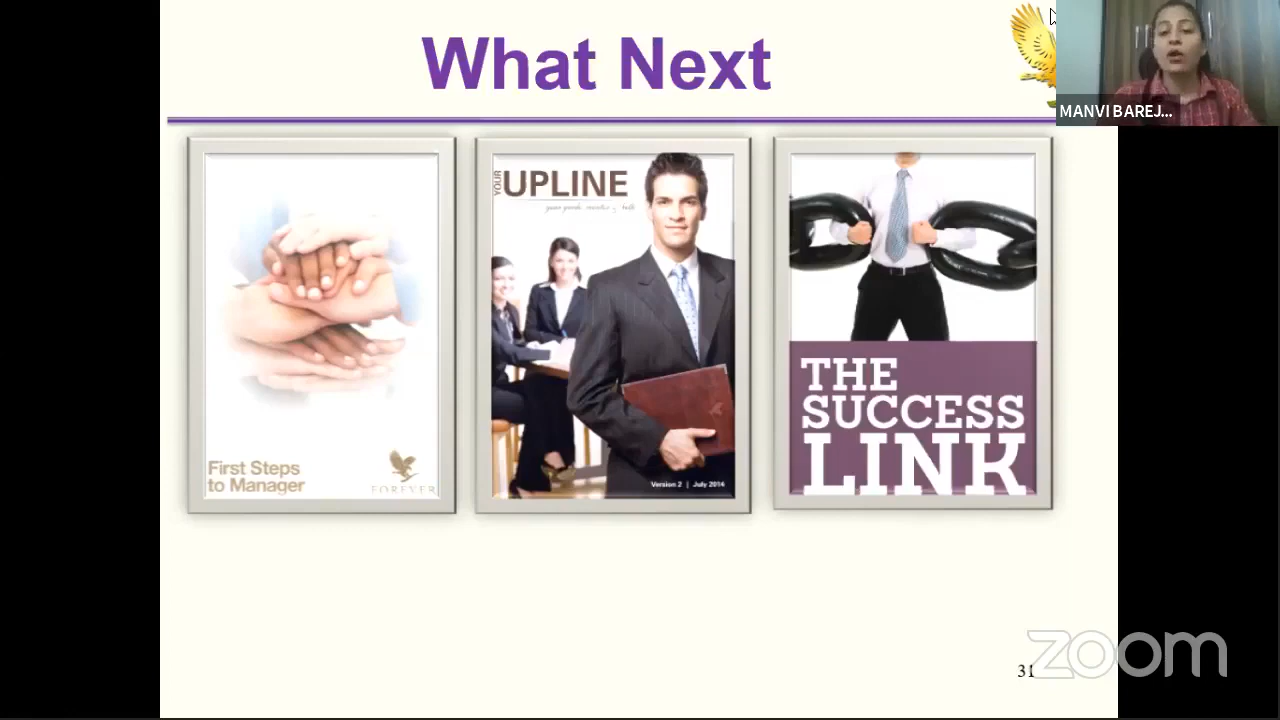 What Next
MANVI BAREJ...
First Steps
to Manager
FOREVER
YOUR
UPLINE
Version 2 | July 2014
THE
SUCCESS
LINK
31
zoom